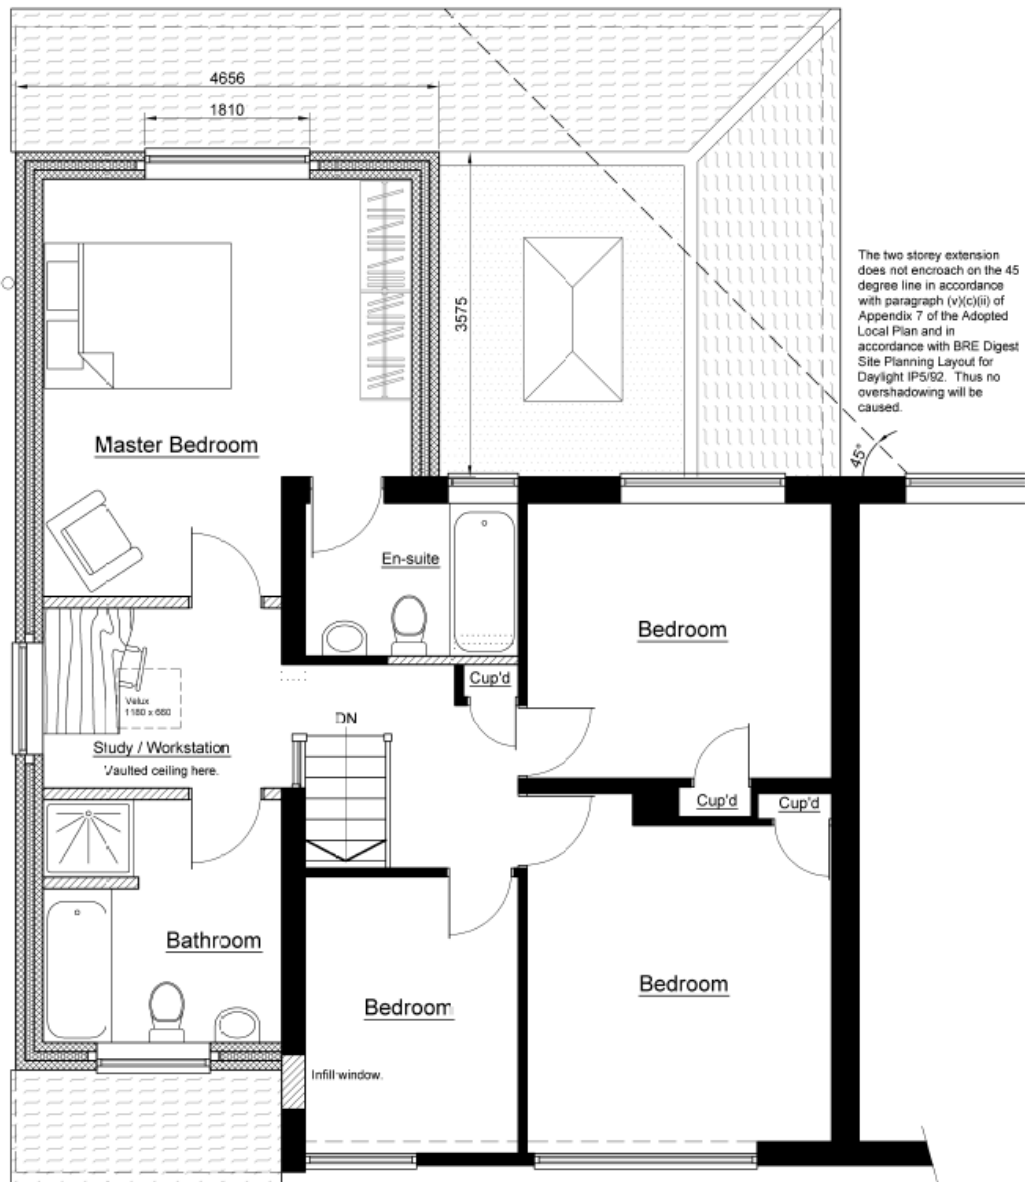 4656
1810
3575
The two storey extension
does not encroach on the 45
degree line in accordance
with paragraph (v)(c)(ii) of
Appendix 7 of the Adopted
Local Plan and in
accordance with BRE Digest
Site Planning Layout for
Daylight IP5/92. Thus no
overshadowing will be
caused.
45°
Master Bedroom
En-suite
Bedroom
Cup'd
Velux
1180 x 660
DN
Study / Workstation
Vaulted ceiling here.
Cup'd
Cup'd
Bathroom
Bedroom
Bedroom
Infill window.